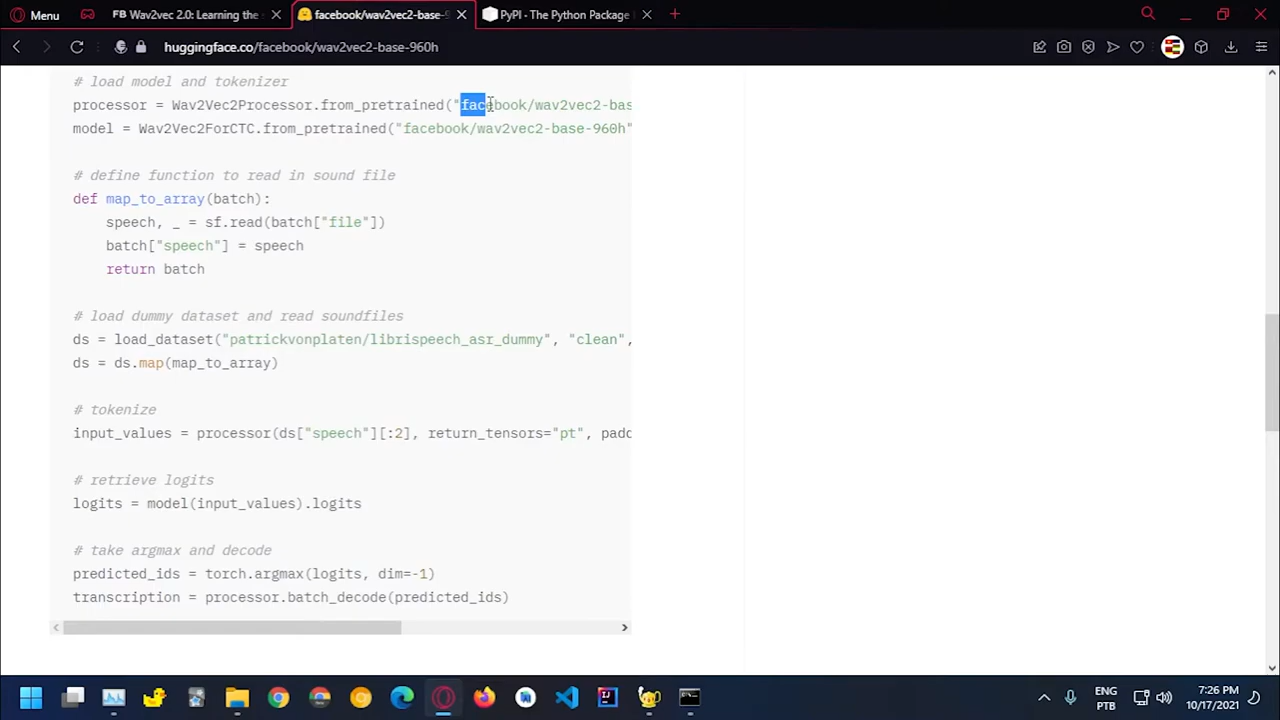 Menu
Wav2vec 2.0: Learning the s
facebook/wav2vec2-base-9
PyPI - The Python Package
huggingface.co/facebook/wav2vec2-base-960h
# load model and tokenizer
processor = Wav2Vec2Processor.from_pretrained("facebook/wav2vec2-bas
model = Wav2Vec2ForCTC.from_pretrained("facebook/wav2vec2-base-960h"
# define function to read in sound file
def map_to_array(batch):
speech, _ = sf.read(batch["file"])
batch["speech"] = speech
return batch
# load dummy dataset and read soundfiles
ds = load_dataset("patrickvonplaten/librispeech_asr_dummy", "clean",
ds = ds.map(map_to_array)
# tokenize
input_values = processor(ds["speech"][:2], return_tensors="pt", padd
# retrieve logits
logits = model(input_values).logits
# take argmax and decode
predicted_ids = torch.argmax(logits, dim=-1)
transcription = processor.batch_decode(predicted_ids)
ENG
PTB
7:26 PM
10/17/2021